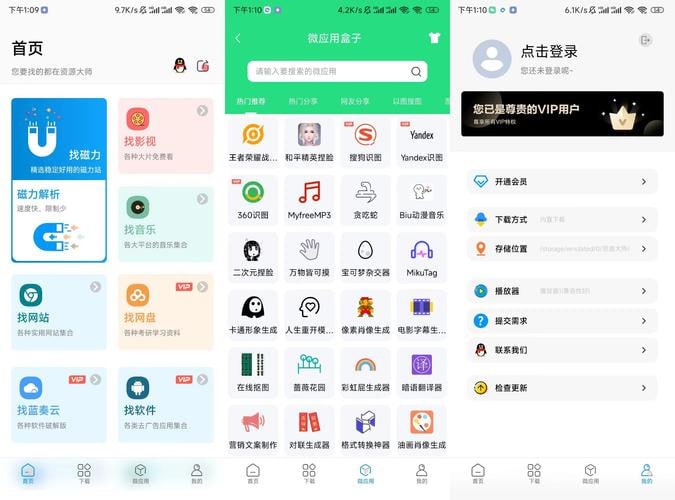 下午1:09
9.7K/s
首页
您要找的都在资源大师
找磁力
精选稳定好用的磁力站
磁力解析
速度快、限制少
找影视
各种大片免费看
找音乐
各大平台的音乐集合
找网站
各种实用网站集合
VIP
找网盘
各种考研学习资料
VIP
找蓝奏云
各种软件破解版
VIP
找软件
各类去广告应用集合
首页
下载
微应用
我的
下午1:10
4.2K/s
微应用盒子
请输入要搜索的微应用
热门推荐
热门分享
网友分享
以图搜图
王者荣耀战...
和平精英捏脸
VIP
搜狗识图
VIP
Yandex
Yandex识图
VIP
360识图
MyfreeMP3
贪吃蛇
Biu动漫音乐
二次元捏脸
万物皆可摸
宝可梦杂交器
MikuTag
卡通形象生成
人生重开模...
像素肖像生成
电影字幕生...
在线抠图
蔷薇花园
彩虹屁生成器
暗语翻译器
营销文案制作
对联生成器
格式转换神器
油画肖像生成
首页
下载
微应用
我的
下午1:10
6.1K/s
点击登录
您还未登录呢~
您已是尊贵的VIP用户
尊享所有VIP特权
开通会员
下载方式
内置下载
存储位置
/storage/emulated/0/资源大师/
播放器
提交需求
联系我们
检查更新
首页
下载
微应用
我的